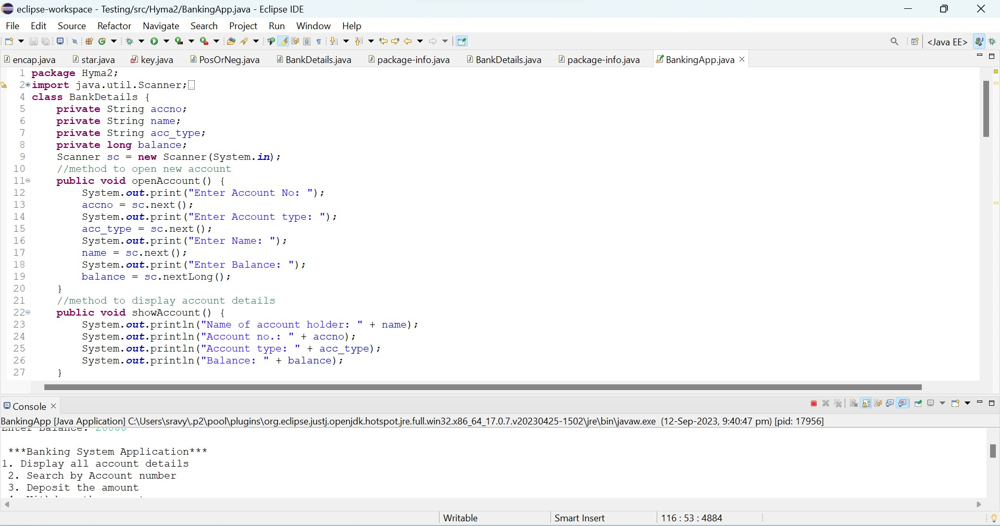 eclipse-workspace - Testing/src/Hyma2/BankingApp.java - Eclipse IDE
File Edit Source Refactor Navigate Search Project Run Window Help
<Java EE>
encap.java star.java key.java PosOrNeg.java BankDetails.java package-info.java BankDetails.java package-info.java BankingApp.java
1 package Hyma2;
2 import java.util.Scanner;
4 class BankDetails {
5 private String accno;
6 private String name;
7 private String acc_type;
8 private long balance;
9 Scanner sc = new Scanner(System.in);
10 //method to open new account
11 public void openAccount() {
12 System.out.print("Enter Account No: ");
13 accno = sc.next();
14 System.out.print("Enter Account type: ");
15 acc_type = sc.next();
16 System.out.print("Enter Name: ");
17 name = sc.next();
18 System.out.print("Enter Balance: ");
19 balance = sc.nextLong();
20 }
21 //method to display account details
22 public void showAccount() {
23 System.out.println("Name of account holder: " + name);
24 System.out.println("Account no.: " + accno);
25 System.out.println("Account type: " + acc_type);
26 System.out.println("Balance: " + balance);
27 }
Console
BankingApp [Java Application] C:\Users\sravy\.p2\pool\plugins\org.eclipse.justj.openjdk.hotspot.jre.full.win32.x86_64_17.0.7.v20230425-1502\jre\bin\javaw.exe (12-Sep-2023, 9:40:47 pm) [pid: 17956]
***Banking System Application***
1. Display all account details
2. Search by Account number
3. Deposit the amount
Writable Smart Insert 116 : 53 : 4884